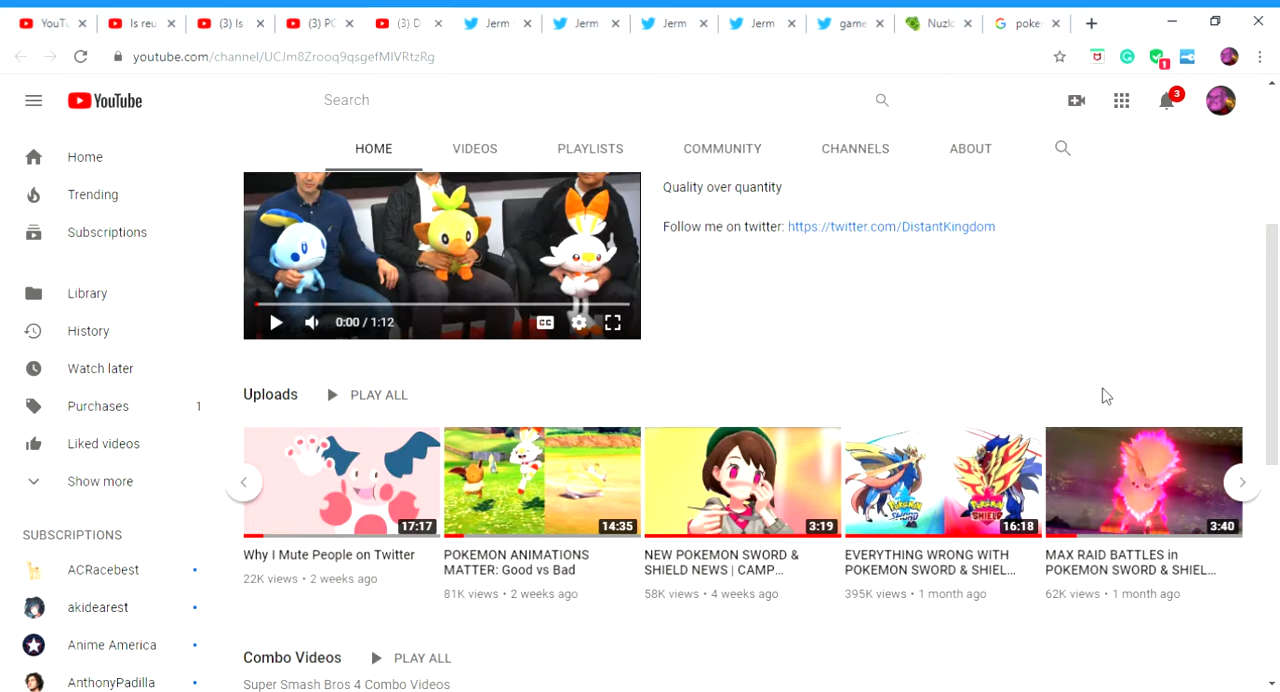 YouTu
Is reu
(3) Is
(3) PO
(3) D
Jerm
Jerm
Jerm
Jerm
game
Nuzlo
poke
youtube.com/channel/UCJm8Zrooq9qsgefMIVRtzRg
1
YouTube
Search
3
HOME
VIDEOS
PLAYLISTS
COMMUNITY
CHANNELS
ABOUT
Home
Trending
Subscriptions
Library
History
Watch later
Purchases 1
Liked videos
Show more
SUBSCRIPTIONS
ACRacebest
akidearest
Anime America
AnthonyPadilla
0:00 / 1:12
CC
Quality over quantity
Follow me on twitter: https://twitter.com/DistantKingdom
Uploads
PLAY ALL
17:17
Why I Mute People on Twitter
22K views • 2 weeks ago
14:35
POKEMON ANIMATIONS
MATTER: Good vs Bad
81K views • 2 weeks ago
3:19
NEW POKEMON SWORD &
SHIELD NEWS | CAMP...
58K views • 4 weeks ago
16:18
EVERYTHING WRONG WITH
POKEMON SWORD & SHIEL...
395K views • 1 month ago
3:40
MAX RAID BATTLES in
POKEMON SWORD & SHIEL...
62K views • 1 month ago
Combo Videos
PLAY ALL
Super Smash Bros 4 Combo Videos